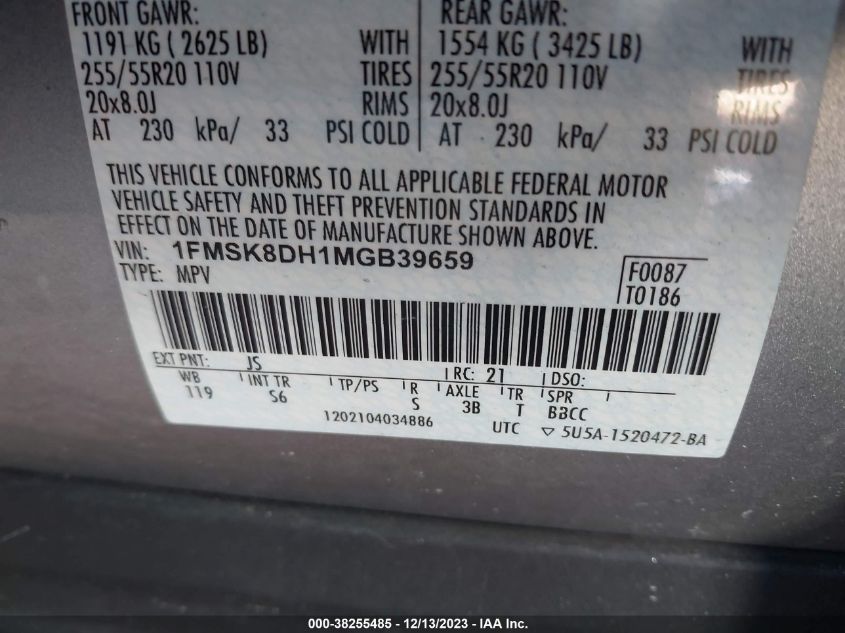 FRONT GAWR: REAR GAWR:
1191 KG ( 2625 LB) WITH 1554 KG ( 3425 LB) WITH
255/55R20 110V TIRES 255/55R20 110V TIRES
20x8.0J RIMS 20x8.0J RIMS
AT 230 kPa/ 33 PSI COLD AT 230 kPa/ 33 PSI COLD
THIS VEHICLE CONFORMS TO ALL APPLICABLE FEDERAL MOTOR
VEHICLE SAFETY AND THEFT PREVENTION STANDARDS IN
EFFECT ON THE DATE OF MANUFACTURE SHOWN ABOVE.
VIN: 1FMSK8DH1MGB39659
TYPE: MPV
F0087
T0186
EXT PNT: JS RC: 21 DSO:
WB INT TR TP/PS R AXLE TR SPR
119 S6 S 3B T BBCC
1202104034886
UTC ▽ 5U5A-1520472-BA
000-38255485 - 12/13/2023 - IAA Inc.